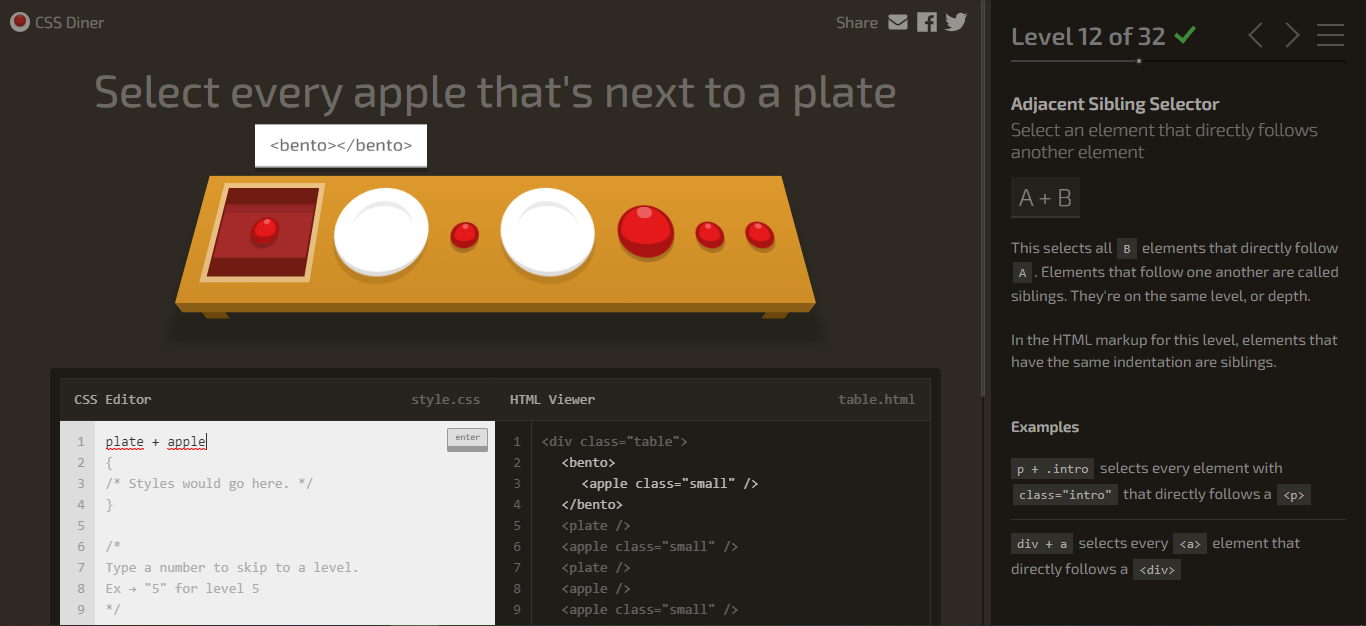 CSS Diner
Share
Select every apple that's next to a plate
<bento></bento>
CSS Editor
style.css
HTML Viewer
table.html
1
2
3
4
5
6
7
8
9
plate + apple
{
/* Styles would go here. */
}
/*
Type a number to skip to a level.
Ex → "5" for level 5
*/
enter
1 <div class="table">
2 <bento>
3 <apple class="small" />
4 </bento>
5 <plate />
6 <apple class="small" />
7 <plate />
8 <apple />
9 <apple class="small" />
Level 12 of 32
Adjacent Sibling Selector
Select an element that directly follows
another element
A + B
This selects all B elements that directly follow
A . Elements that follow one another are called
siblings. They're on the same level, or depth.
In the HTML markup for this level, elements that
have the same indentation are siblings.
Examples
p + .intro selects every element with
class="intro" that directly follows a <p>
div + a selects every <a> element that
directly follows a <div>